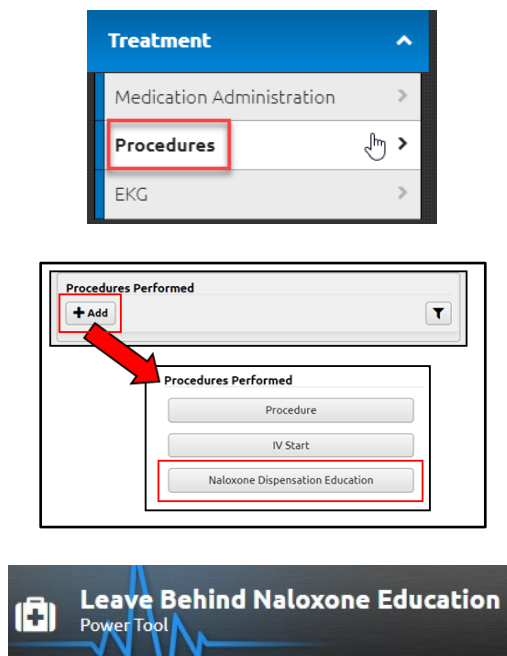 Treatment
Medication Administration
Procedures
EKG
Procedures Performed
Add
Procedures Performed
Procedure
IV Start
Naloxone Dispensation Education
Leave Behind Naloxone Education
Power Tool